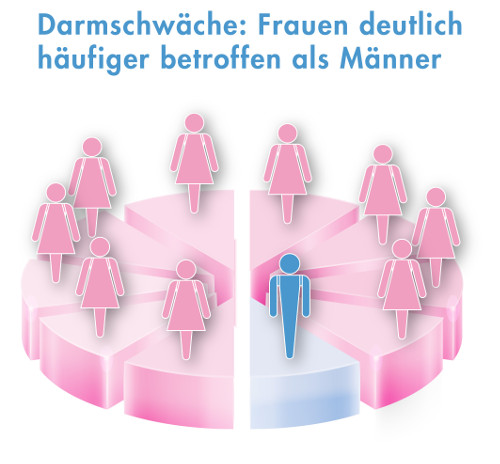 Darmschwäche: Frauen deutlich
häufiger betroffen als Männer